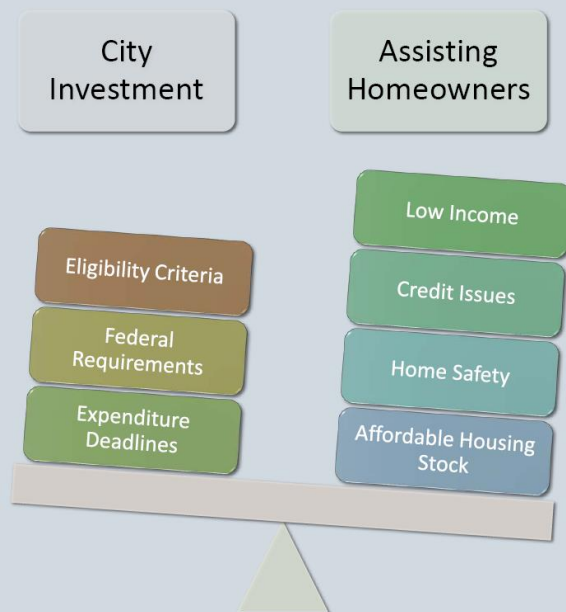 City
Investment
Assisting
Homeowners
Eligibility Criteria
Federal
Requirements
Expenditure
Deadlines
Low Income
Credit Issues
Home Safety
Affordable Housing
Stock